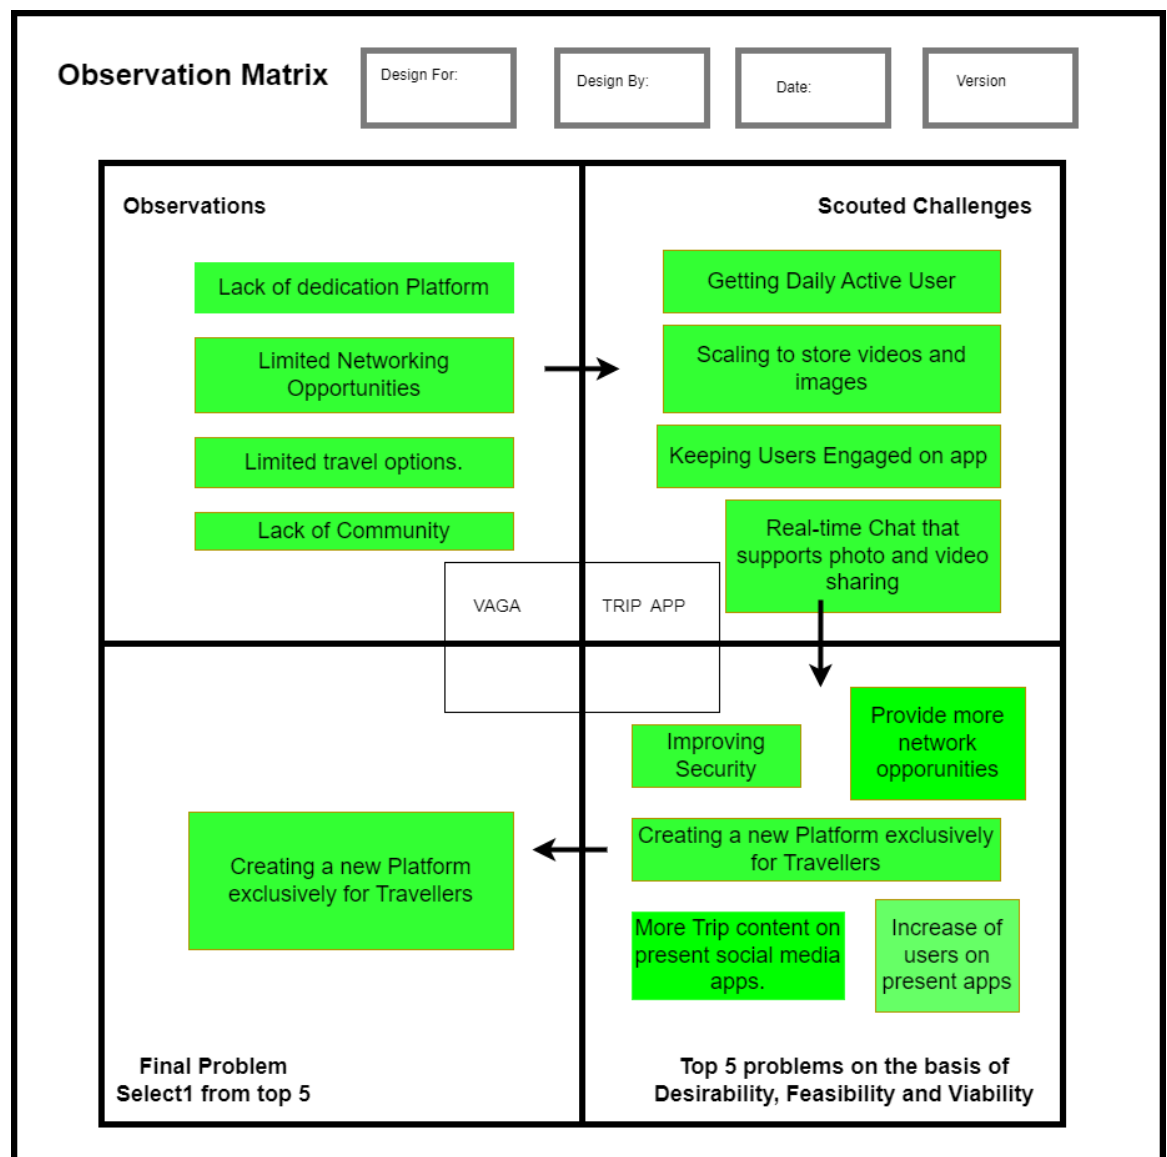 Observation Matrix
Design For:
Design By:
Date:
Version
Observations
Lack of dedication Platform
Limited Networking
Opportunities
Limited travel options.
Lack of Community
Scouted Challenges
Getting Daily Active User
Scaling to store videos and
images
Keeping Users Engaged on app
Real-time Chat that
supports photo and video
sharing
VAGA TRIP APP
Improving
Security
Provide more
network
opporunities
Creating a new Platform exclusively
for Travellers
More Trip content on
present social media
apps.
Increase of
users on
present apps
Top 5 problems on the basis of
Desirability, Feasibility and Viability
Creating a new Platform
exclusively for Travellers
Final Problem
Select1 from top 5